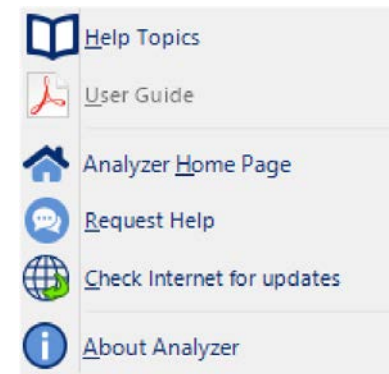 Help Topics
User Guide
Analyzer Home Page
Request Help
Check Internet for updates
About Analyzer